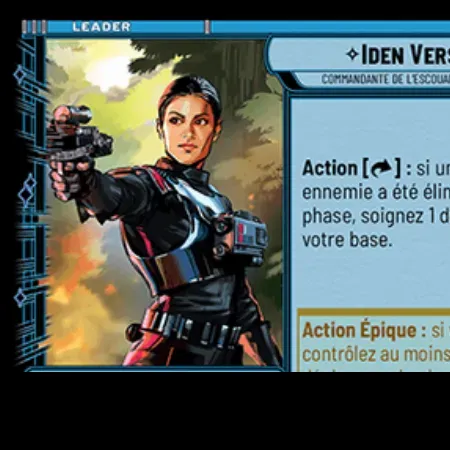 LEADER
IDEN VERS
COMMANDANTE DE L'ESCOUA
Action [ ] : si un
ennemie a été élin
phase, soignez 1 d
votre base.
Action Épique : si
contrôlez au moins